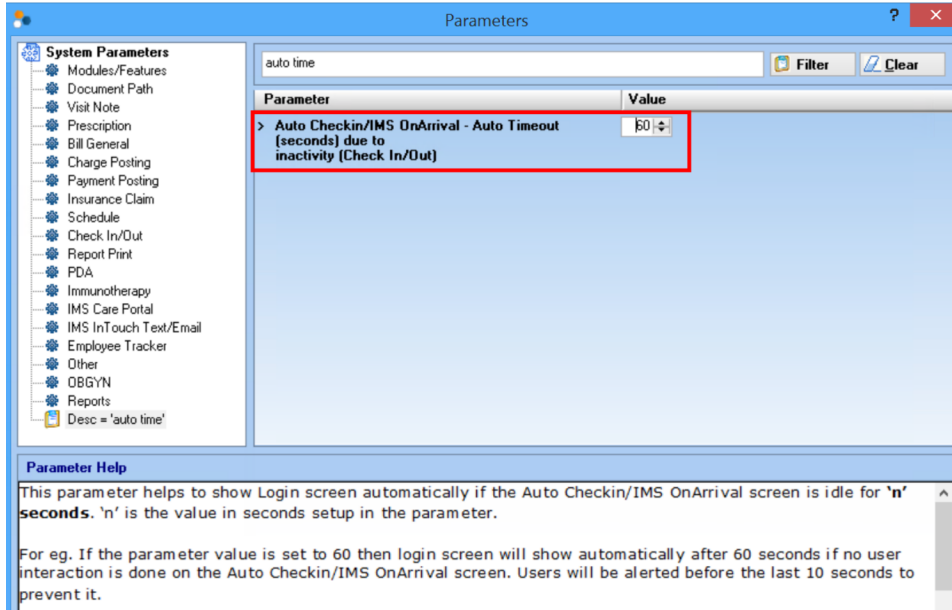 Parameters
?
×
System Parameters
Modules/Features
Document Path
Visit Note
Prescription
Bill General
Charge Posting
Payment Posting
Insurance Claim
Schedule
Check In/Out
Report Print
PDA
Immunotherapy
IMS Care Portal
IMS InTouch Text/Email
Employee Tracker
Other
OBGYN
Reports
Desc = 'auto time'
auto time
Filter
Clear
Parameter Value
> Auto Checkin/IMS OnArrival - Auto Timeout 60
(seconds) due to
inactivity (Check In/Out)
Parameter Help
This parameter helps to show Login screen automatically if the Auto Checkin/IMS OnArrival screen is idle for ‘n’
seconds. ‘n’ is the value in seconds setup in the parameter.
For eg. If the parameter value is set to 60 then login screen will show automatically after 60 seconds if no user
interaction is done on the Auto Checkin/IMS OnArrival screen. Users will be alerted before the last 10 seconds to
prevent it.